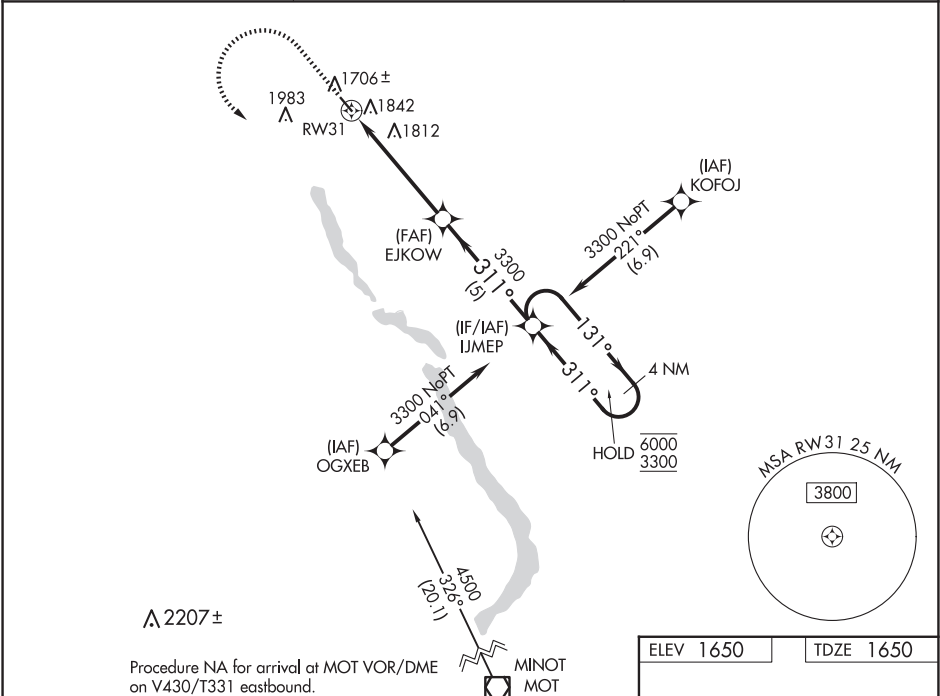 1706±
1983
1842
RW31
1812
(IAF)
KOFOJ
3300 NoPT
221°
(6.9)
(FAF)
EJKOW
3300
311°
(5)
(IF/IAF)
IJMEP
131°
311°
4 NM
HOLD 6000
3300
3300 NoPT
041°
(6.9)
(IAF)
OGXEB
MSA RW31 25 NM
3800
4500
326°
(20.1)
2207±
Procedure NA for arrival at MOT VOR/DME
on V430/T331 eastbound.
MINOT
MOT
ELEV 1650
TDZE 1650